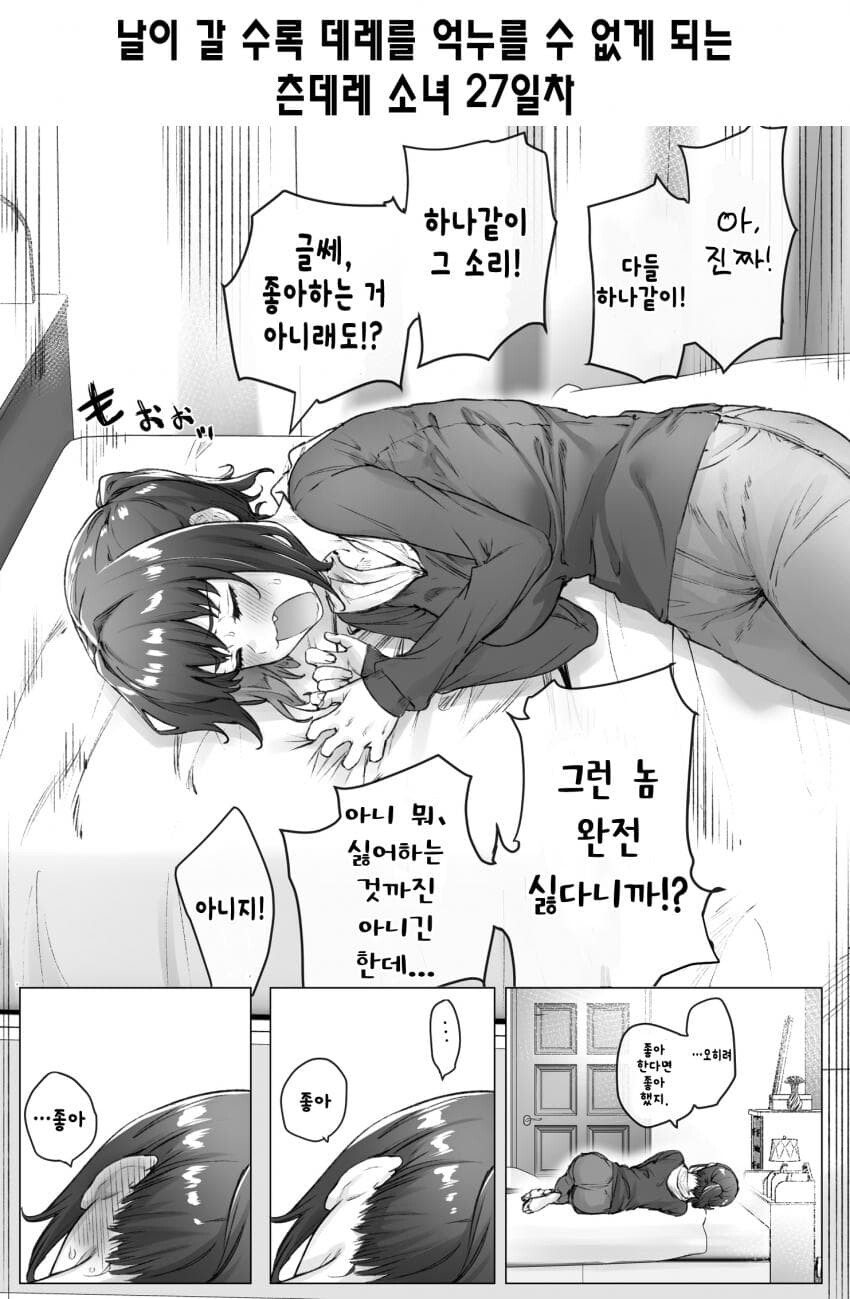 날이 갈 수록 데레를 억누를 수 없게 되는
츤데레 소녀 27일차
아,
진짜!
다들
하나같이!
하나같이
그 소리!
글쎄,
좋아하는 거
아니래도!?
もぉぉッ
그런 놈
완전
싫다니까!?
아니 뭐,
싫어하는
것까진
아니긴
한데...
아니지!
...오히려
좋아
한다면
좋아
했지.
...
좋아
...좋아